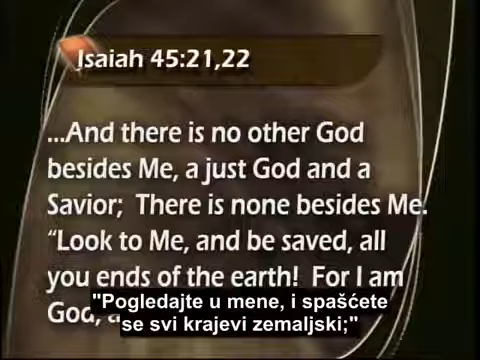 Isaiah 45:21,22
...And there is no other God
besides Me, a just God and a
Savior; There is none besides Me.
“Look to Me, and be saved, all
you ends of the earth! For I am
God,
"Pogledajte u mene, i spašćete
se svi krajevi zemaljski;"